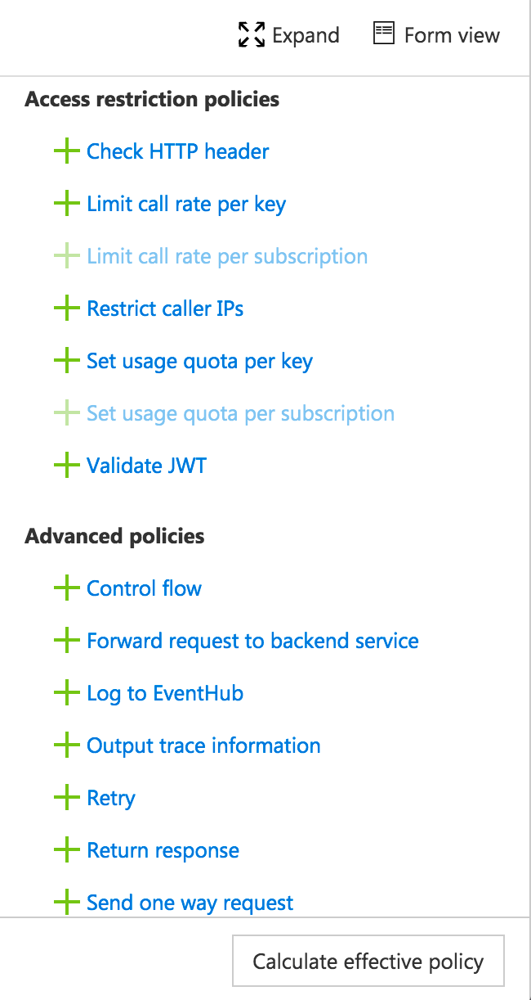 Expand Form view
Access restriction policies
Check HTTP header
Limit call rate per key
Limit call rate per subscription
Restrict caller IPs
Set usage quota per key
Set usage quota per subscription
Validate JWT
Advanced policies
Control flow
Forward request to backend service
Log to EventHub
Output trace information
Retry
Return response
Send one way request
Calculate effective policy